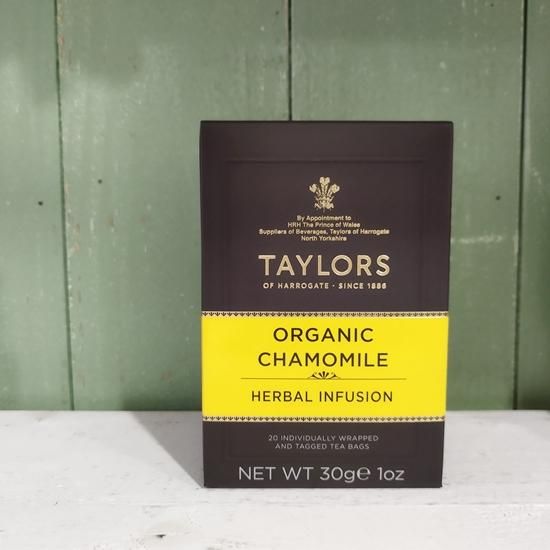 By Appointment to
HRH The Prince of Wales
Suppliers of Beverages, Taylors of Harrogate
North Yorkshire
TAYLORS
OF HARROGATE · SINCE 1886
ORGANIC
CHAMOMILE
HERBAL INFUSION
20 INDIVIDUALLY WRAPPED
AND TAGGED TEA BAGS
NET WT 30g℮ 1oz